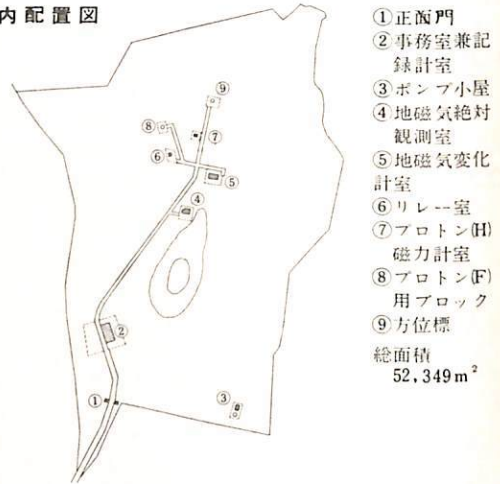 内配置図
①正面門
②事務室兼記
録計室
③ポンプ小屋
④地磁気絶対
観測室
⑤地磁気変化
計室
⑥リレー室
⑦プロトン(H)
磁力計室
⑧プロトン(F)
用ブロック
⑨方位標
総面積
52,349m²
⑨
⑧
⑦
⑥
⑤
④
②
①
③